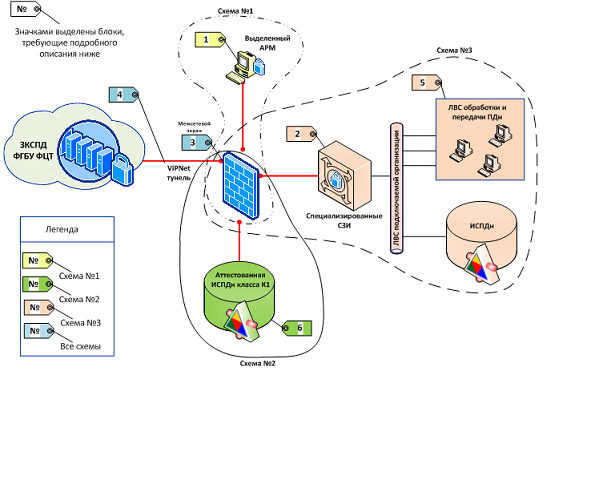 №
Значками выделены блоки,
требующие подробного
описания ниже
Схема №1
1
Выделенный
АРМ
Схема №3
5
ЛВС обработки и
передачи ПДн
4
ЗКСПД
ФГБУ ФЦТ
ViPNet
тунель
Межсетевой
экран
3
2
Специализированные
СЗИ
ЛВС подключаемой организации
ИСПДн
Аттестованная
ИСПДн класса К1
6
Схема №2
Легенда
№
Схема №1
№
Схема №2
№
Схема №3
№
Все схемы